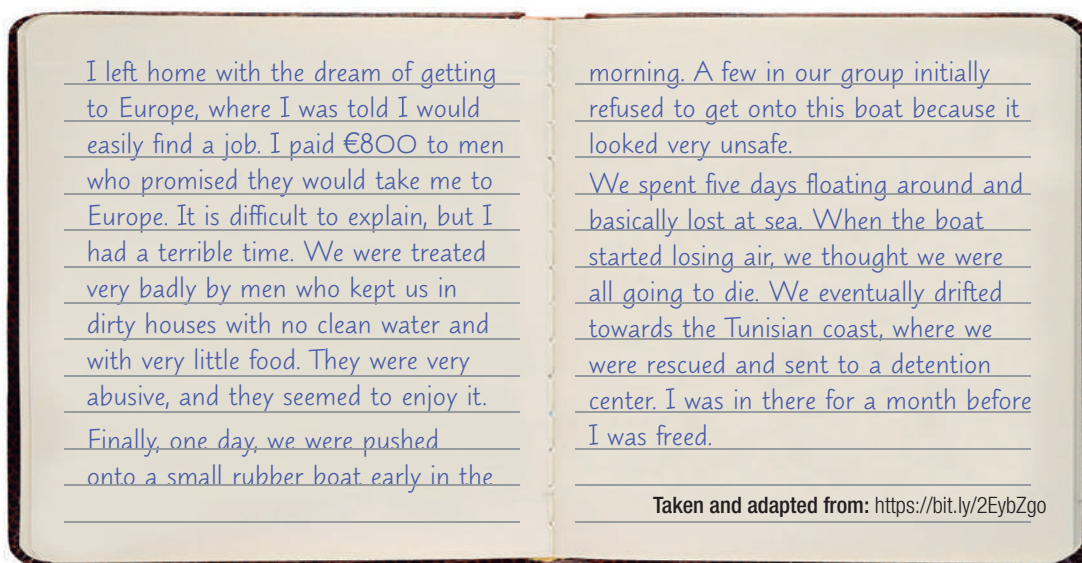 I left home with the dream of getting
to Europe, where I was told I would
easily find a job. I paid €800 to men
who promised they would take me to
Europe. It is difficult to explain, but I
had a terrible time. We were treated
very badly by men who kept us in
dirty houses with no clean water and
with very little food. They were very
abusive, and they seemed to enjoy it.
Finally, one day, we were pushed
onto a small rubber boat early in the
morning. A few in our group initially
refused to get onto this boat because it
looked very unsafe.
We spent five days floating around and
basically lost at sea. When the boat
started losing air, we thought we were
all going to die. We eventually drifted
towards the Tunisian coast, where we
were rescued and sent to a detention
center. I was in there for a month before
I was freed.
Taken and adapted from: https://bit.ly/2EybZgo